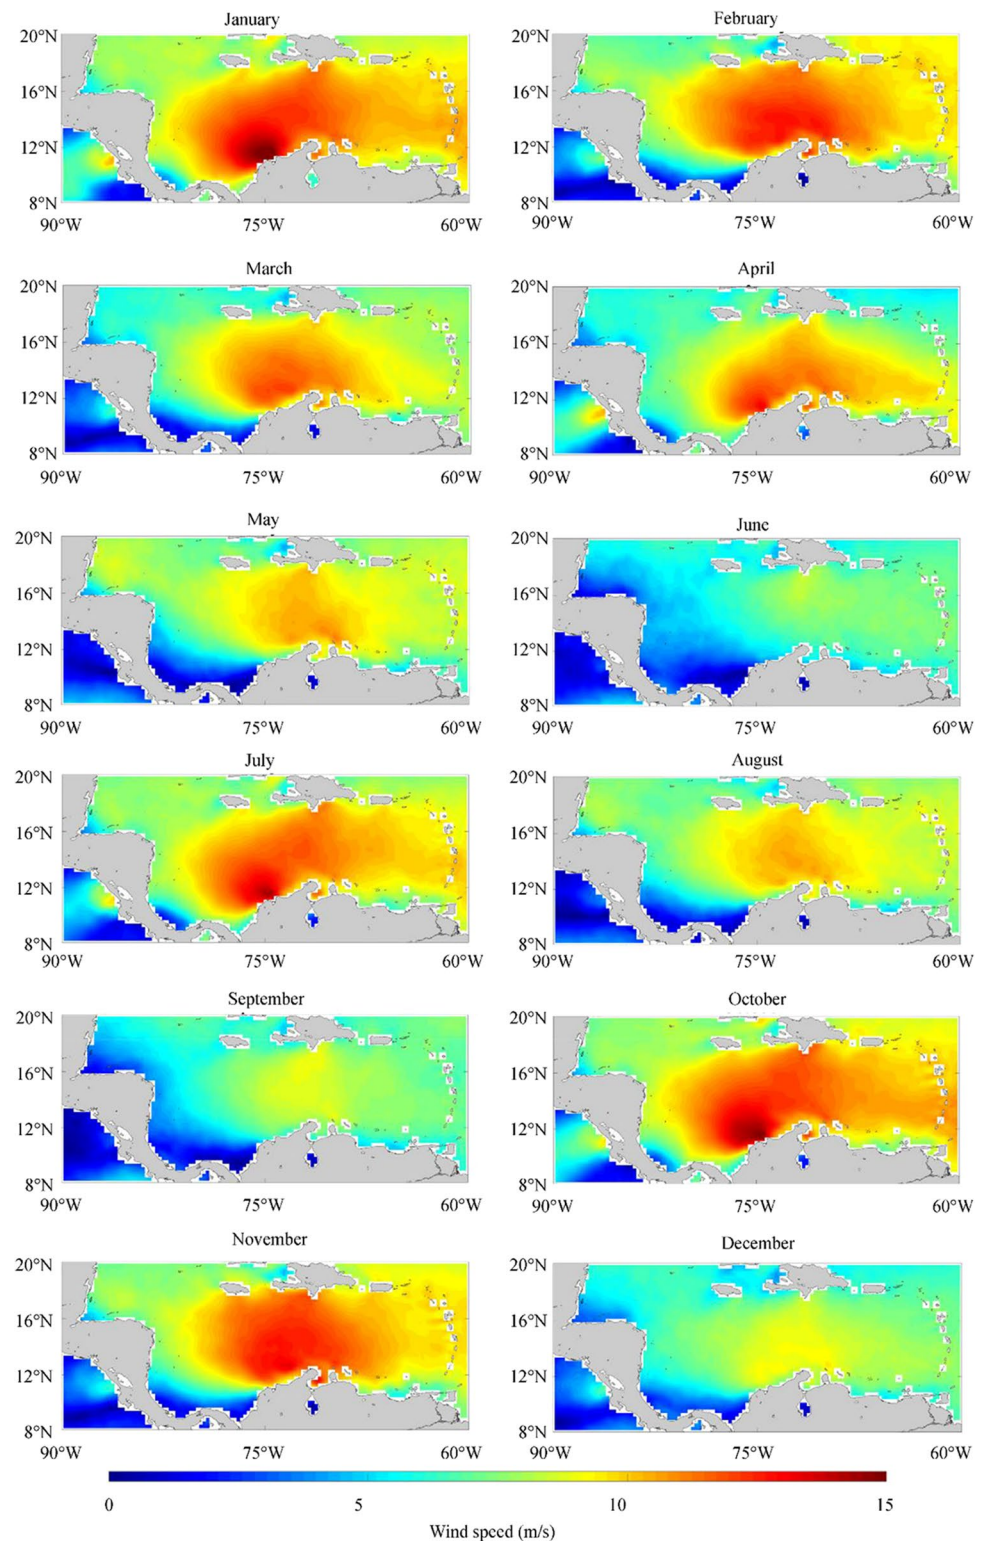 January
February
20°N
16°N
12°N
8°N
90°W
75°W
60°W
20°N
16°N
12°N
8°N
90°W
75°W
60°W
March
April
20°N
16°N
12°N
8°N
90°W
75°W
60°W
20°N
16°N
12°N
8°N
90°W
75°W
60°W
May
June
20°N
16°N
12°N
8°N
90°W
75°W
60°W
20°N
16°N
12°N
8°N
90°W
75°W
60°W
July
August
20°N
16°N
12°N
8°N
90°W
75°W
60°W
20°N
16°N
12°N
8°N
90°W
75°W
60°W
September
October
20°N
16°N
12°N
8°N
90°W
75°W
60°W
20°N
16°N
12°N
8°N
90°W
75°W
60°W
November
December
20°N
16°N
12°N
8°N
90°W
75°W
60°W
20°N
16°N
12°N
8°N
90°W
75°W
60°W
0 5 10 15
Wind speed (m/s)